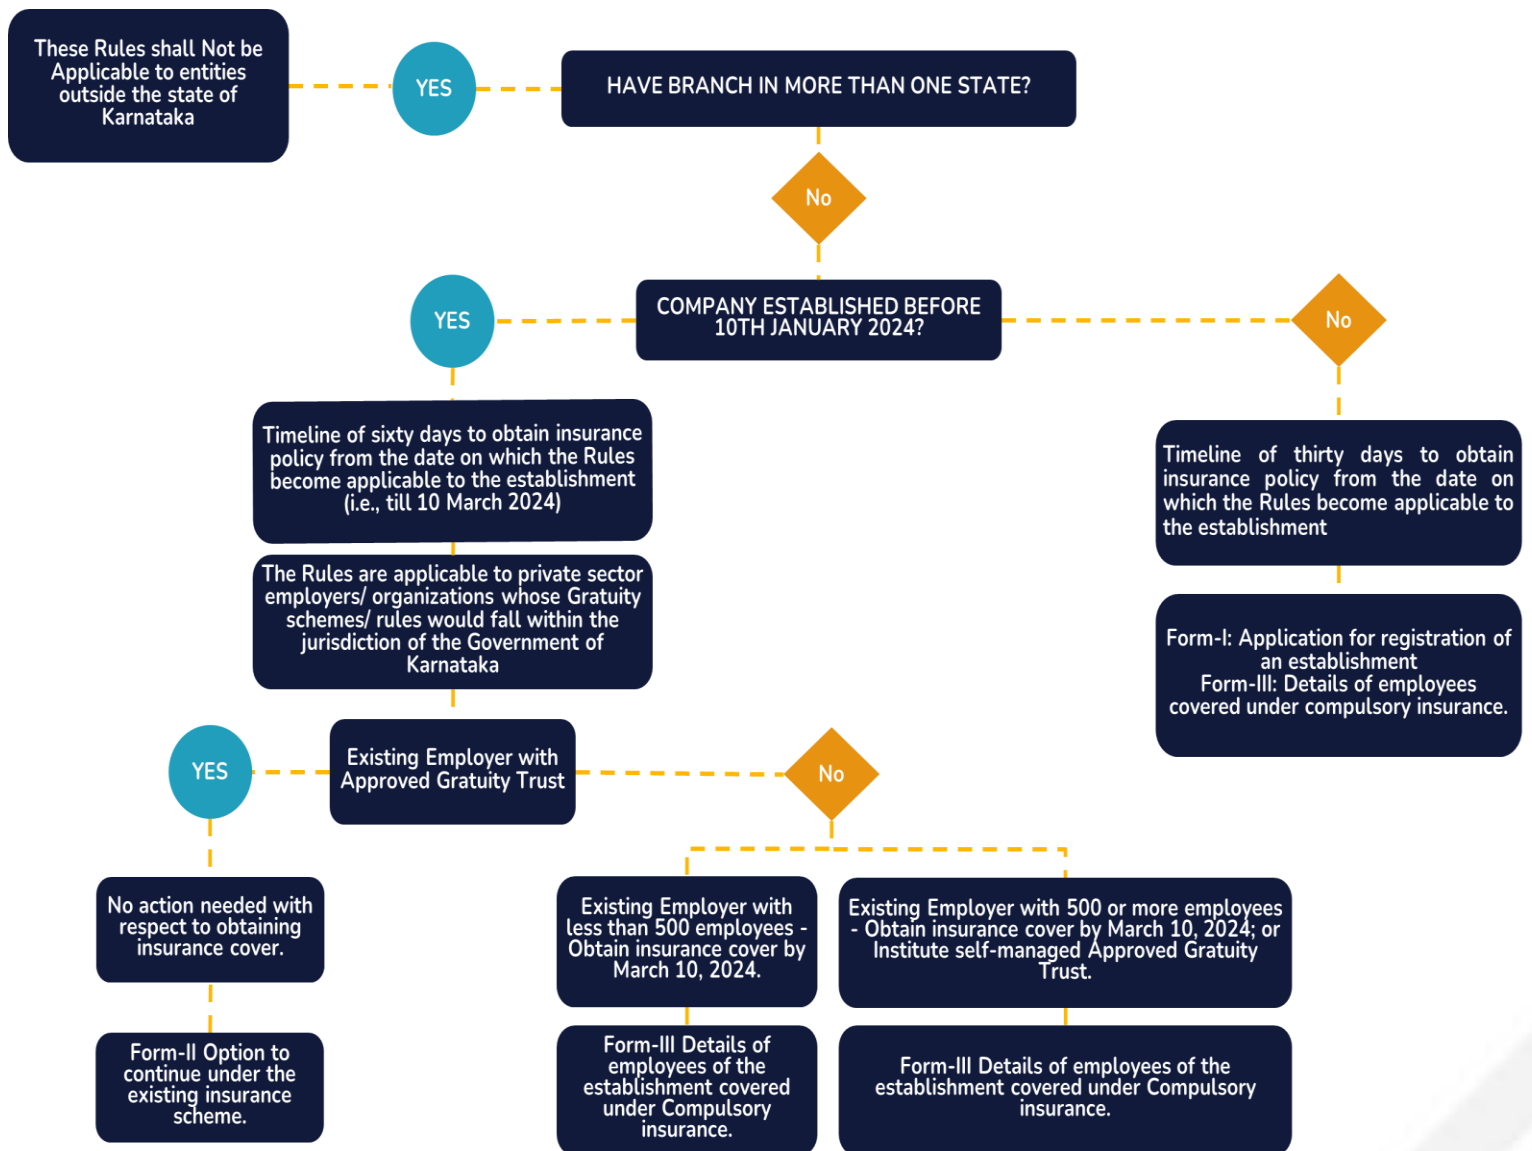 These Rules shall Not be
Applicable to entities
outside the state of
Karnataka
YES
HAVE BRANCH IN MORE THAN ONE STATE?
No
YES
COMPANY ESTABLISHED BEFORE
10TH JANUARY 2024?
No
Timeline of sixty days to obtain insurance
policy from the date on which the Rules
become applicable to the establishment
(i.e., till 10 March 2024)
Timeline of thirty days to obtain
insurance policy from the date on
which the Rules become applicable to
the establishment
The Rules are applicable to private sector
employers/ organizations whose Gratuity
schemes/ rules would fall within the
jurisdiction of the Government of
Karnataka
Form-I: Application for registration of
an establishment
Form-III: Details of employees
covered under compulsory insurance.
YES
Existing Employer with
Approved Gratuity Trust
No
No action needed with
respect to obtaining
insurance cover.
Existing Employer with
less than 500 employees -
Obtain insurance cover by
March 10, 2024.
Existing Employer with 500 or more employees
- Obtain insurance cover by March 10, 2024; or
Institute self-managed Approved Gratuity
Trust.
Form-II Option to
continue under the
existing insurance
scheme.
Form-III Details of
employees of the
establishment covered
under Compulsory
insurance.
Form-III Details of employees of the
establishment covered under Compulsory
insurance.